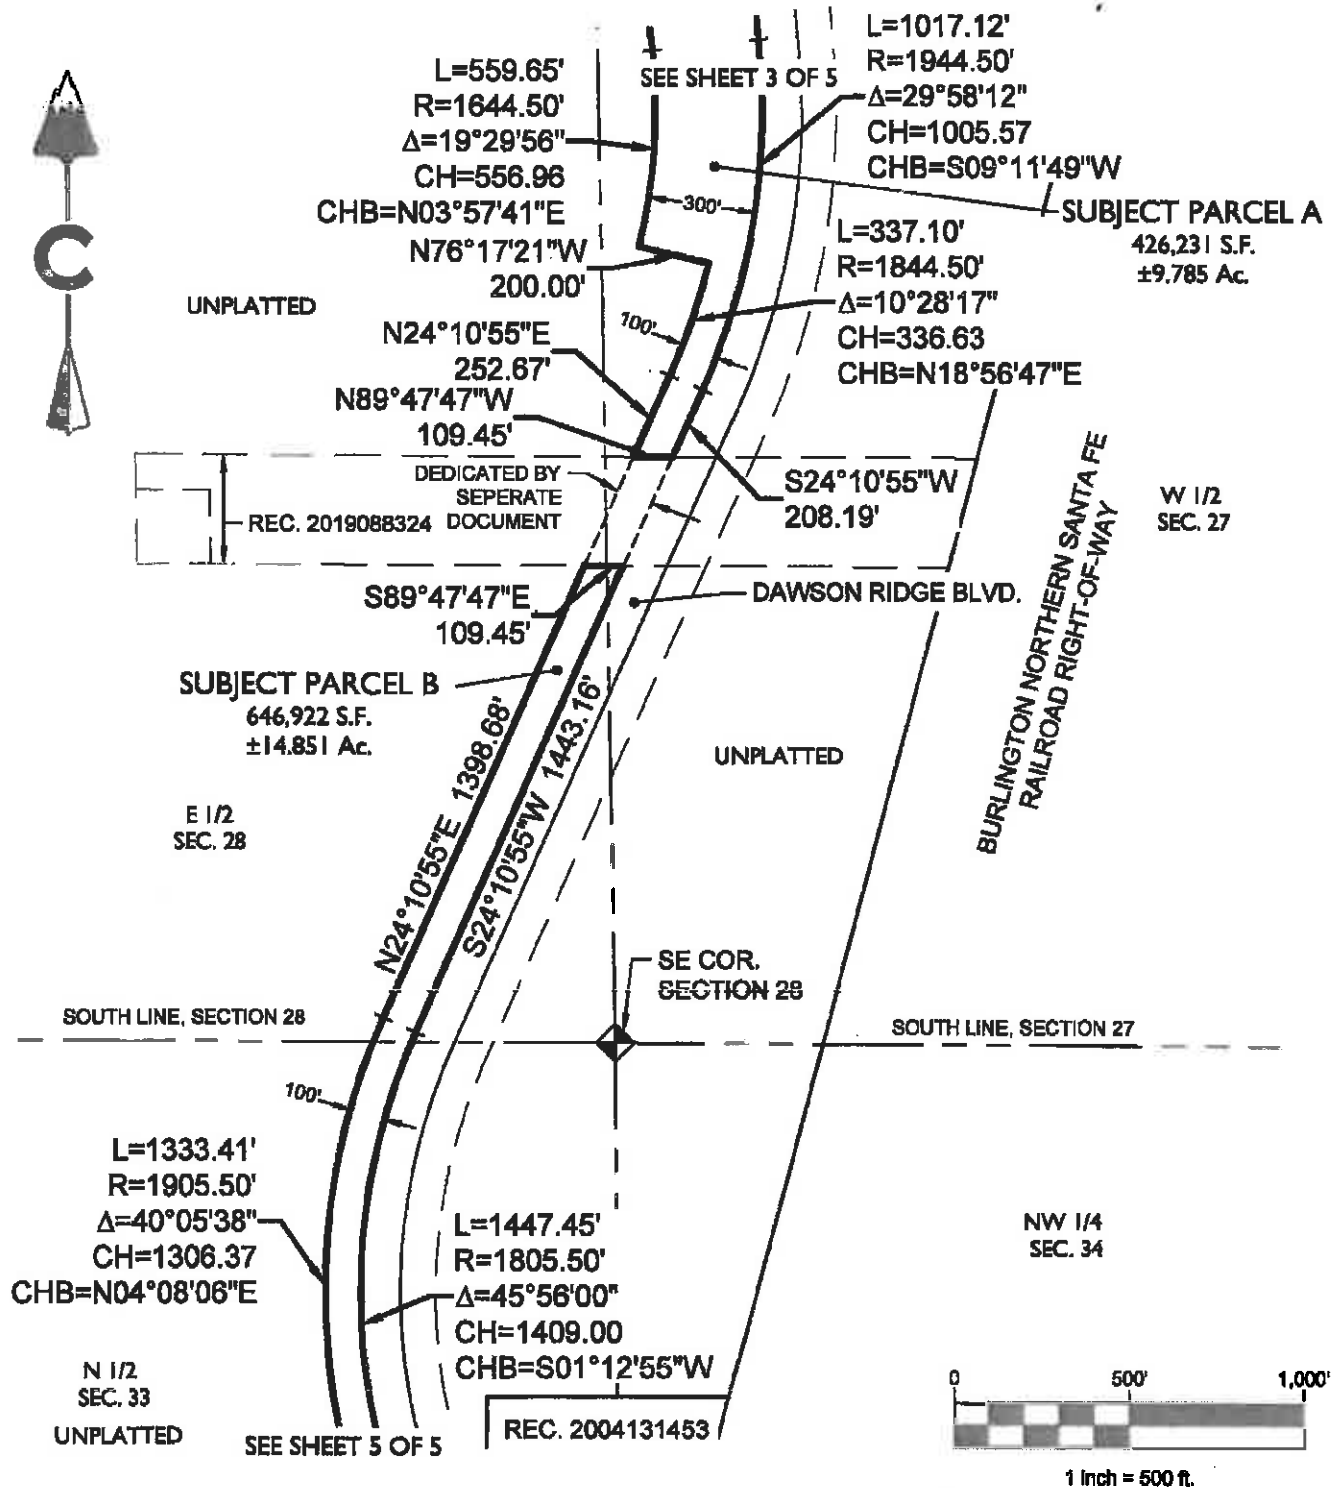 L=559.65'
R=1644.50'
Δ=19°29'56"
CH=556.96
CHB=N03°57'41"E
SEE SHEET 3 OF 5
L=1017.12'
R=1944.50'
Δ=29°58'12"
CH=1005.57
CHB=S09°11'49"W
300'
SUBJECT PARCEL A
426,231 S.F.
±9.785 Ac.
N76°17'21"W
200.00'
L=337.10'
R=1844.50'
Δ=10°28'17"
CH=336.63
CHB=N18°56'47"E
C
UNPLATTED
100'
N24°10'55"E
252.67'
N89°47'47"W
109.45'
DEDICATED BY
SEPERATE
DOCUMENT
REC. 2019088324
S24°10'55"W
208.19'
BURLINGTON NORTHERN SANTA FE
RAILROAD RIGHT-OF-WAY
W 1/2
SEC. 27
S89°47'47"E
109.45'
DAWSON RIDGE BLVD.
SUBJECT PARCEL B
646,922 S.F.
±14.851 Ac.
N24°10'55"E 1398.68'
S24°10'55"W 1443.16'
UNPLATTED
E 1/2
SEC. 28
SE COR.
SECTION 28
SOUTH LINE, SECTION 28
SOUTH LINE, SECTION 27
100'
L=1333.41'
R=1905.50'
Δ=40°05'38"
CH=1306.37
CHB=N04°08'06"E
L=1447.45'
R=1805.50'
Δ=45°56'00"
CH=1409.00
CHB=S01°12'55"W
NW 1/4
SEC. 34
N 1/2
SEC. 33
UNPLATTED
SEE SHEET 5 OF 5
REC. 2004131453
0 500' 1,000'
1 inch = 500 ft.